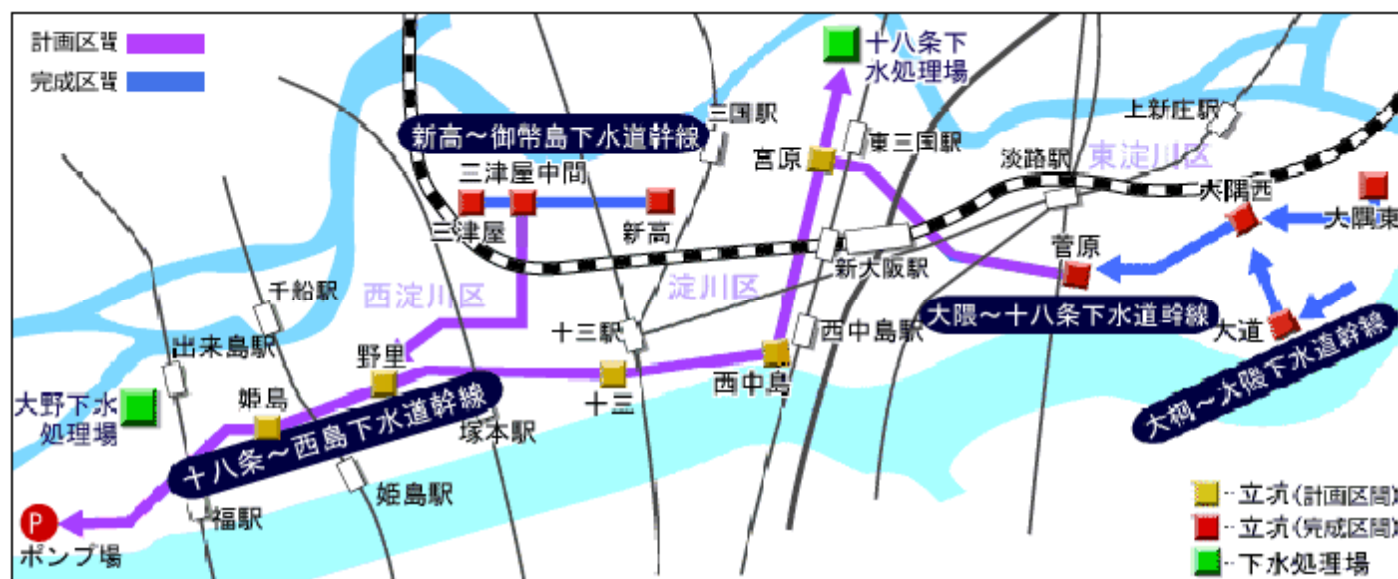 計画区間
完成区間
十八条下
水処理場
三国駅
上新庄駅
新高～御幣島下水道幹線
東三国駅
宮原
淡路駅
東淀川区
三津屋中間
大隅西
大隅東
三津屋
新高
菅原
新大阪駅
西淀川区
淀川区
千船駅
大隈～十八条下水道幹線
大道
十三駅
西中島駅
出来島駅
野里
西中島
大桐～大隈下水道幹線
大野下水
処理場
姫島
十三
十八条～西島下水道幹線
塚本駅
姫島駅
福駅
P
ポンプ場
立坑(計画区間)
立坑(完成区間)
下水処理場